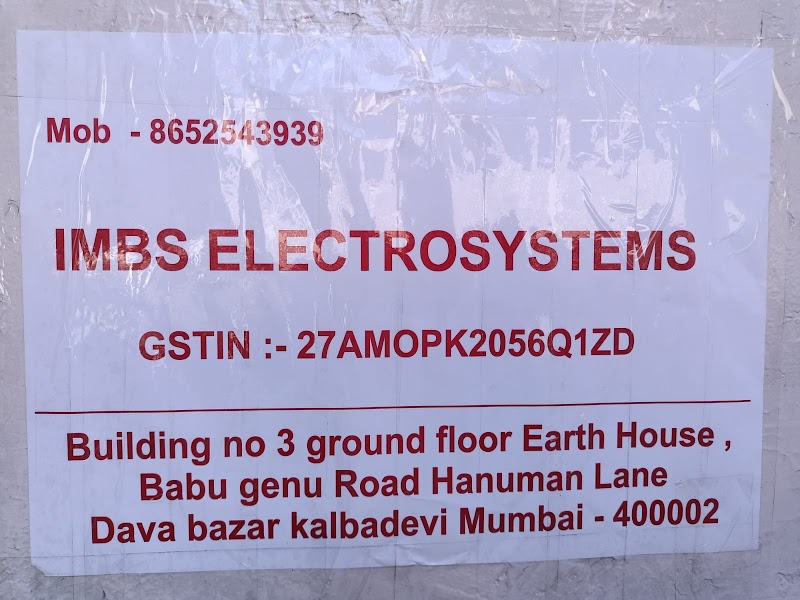 Mob - 8652543939
IMBS ELECTROSYSTEMS
GSTIN :- 27AMOPK2056Q1ZD
Building no 3 ground floor Earth House ,
Babu genu Road Hanuman Lane
Dava bazar kalbadevi Mumbai - 400002